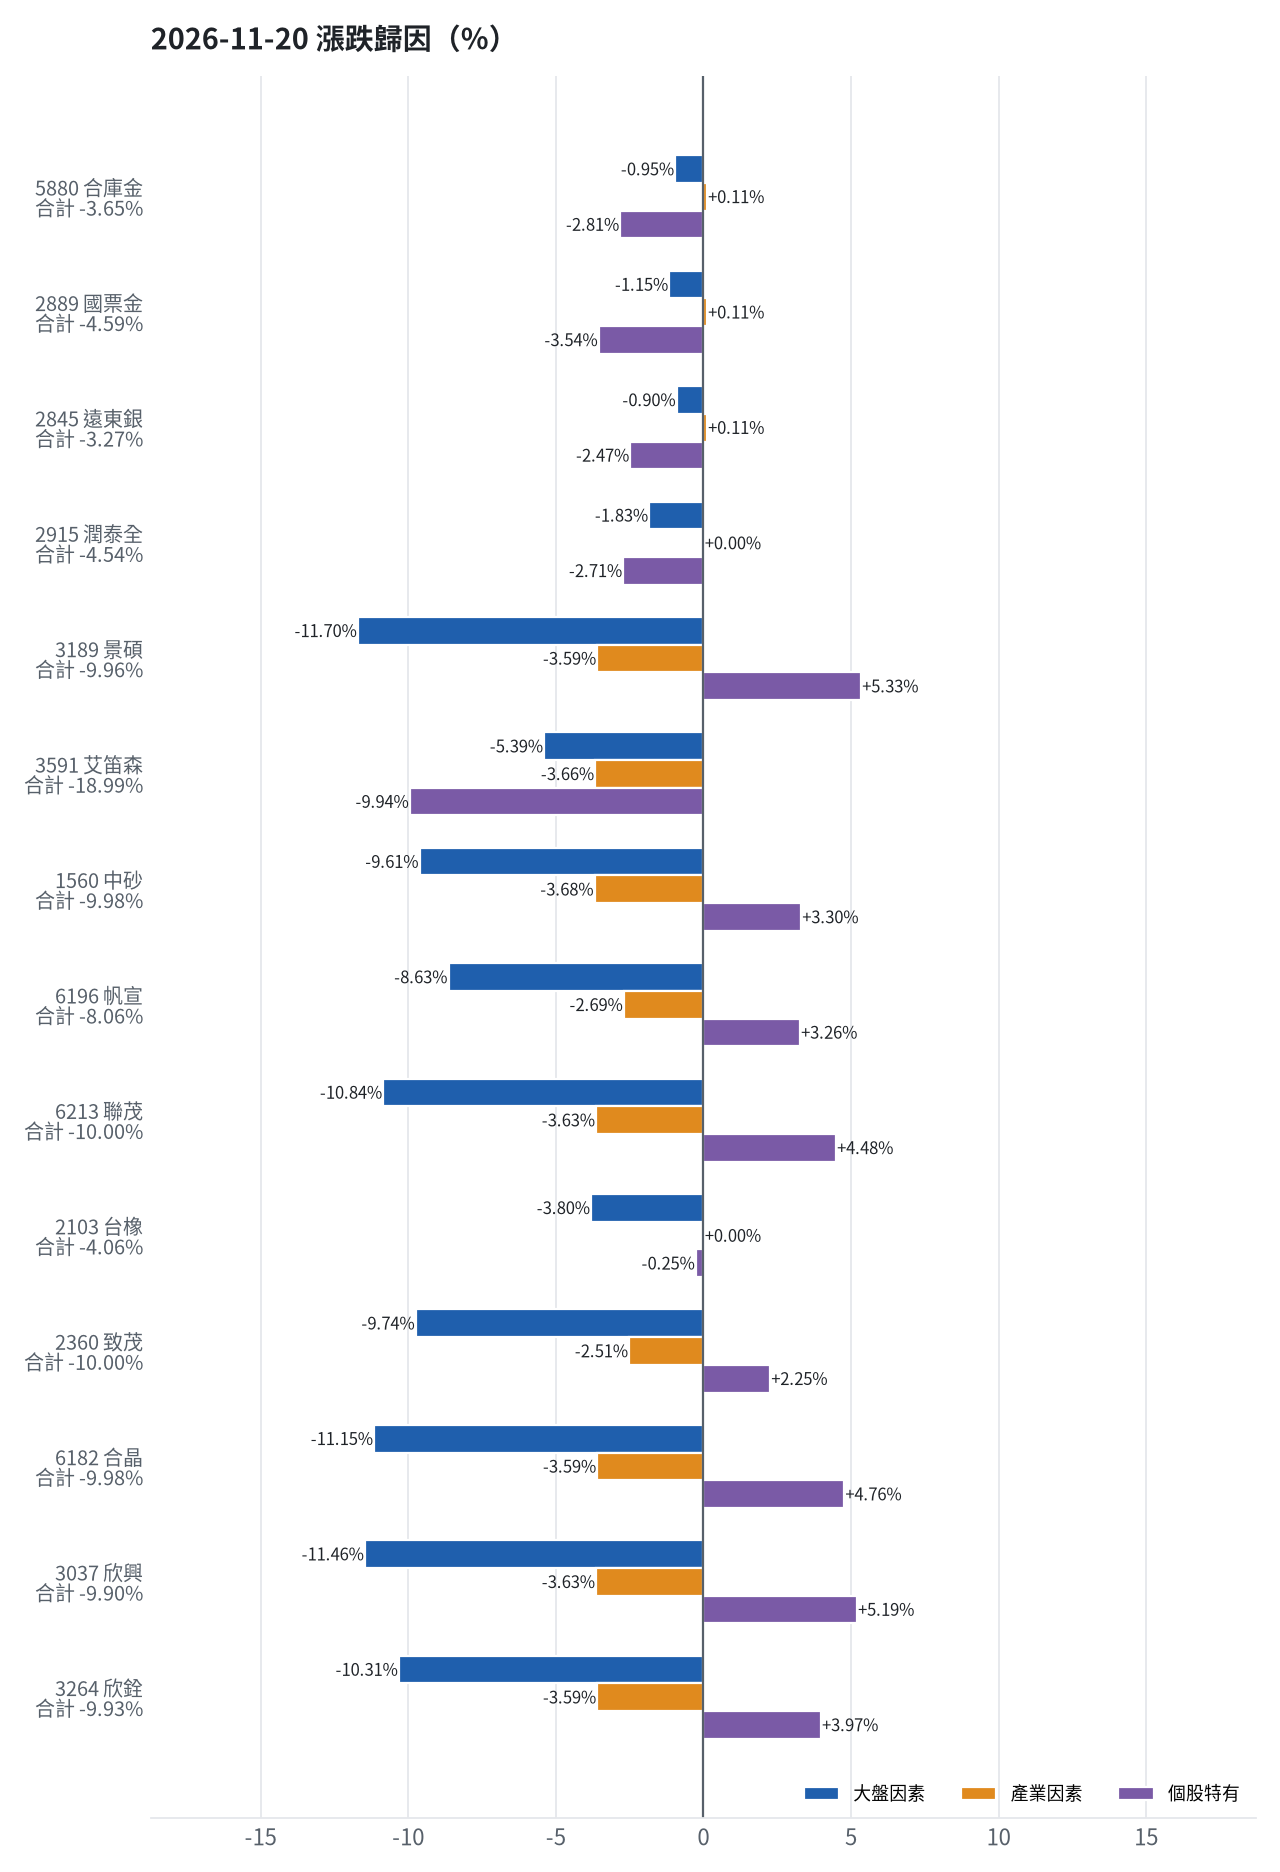 2026-11-20 漲跌歸因（%）
5880 合庫金
合計 -3.65%
-0.95%
+0.11%
-2.81%
2889 國票金
合計 -4.59%
-1.15%
+0.11%
-3.54%
2845 遠東銀
合計 -3.27%
-0.90%
+0.11%
-2.47%
2915 潤泰全
合計 -4.54%
-1.83%
+0.00%
-2.71%
3189 景碩
合計 -9.96%
-11.70%
-3.59%
+5.33%
3591 艾笛森
合計 -18.99%
-5.39%
-3.66%
-9.94%
1560 中砂
合計 -9.98%
-9.61%
-3.68%
+3.30%
6196 帆宣
合計 -8.06%
-8.63%
-2.69%
+3.26%
6213 聯茂
合計 -10.00%
-10.84%
-3.63%
+4.48%
2103 台橡
合計 -4.06%
-3.80%
+0.00%
-0.25%
2360 致茂
合計 -10.00%
-9.74%
-2.51%
+2.25%
6182 合晶
合計 -9.98%
-11.15%
-3.59%
+4.76%
3037 欣興
合計 -9.90%
-11.46%
-3.63%
+5.19%
3264 欣銓
合計 -9.93%
-10.31%
-3.59%
+3.97%
大盤因素 產業因素 個股特有
-15 -10 -5 0 5 10 15